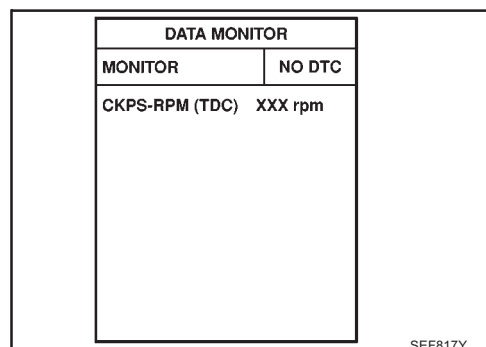 DATA MONITOR
MONITOR NO DTC
CKPS-RPM (TDC) XXX rpm
SEF817Y